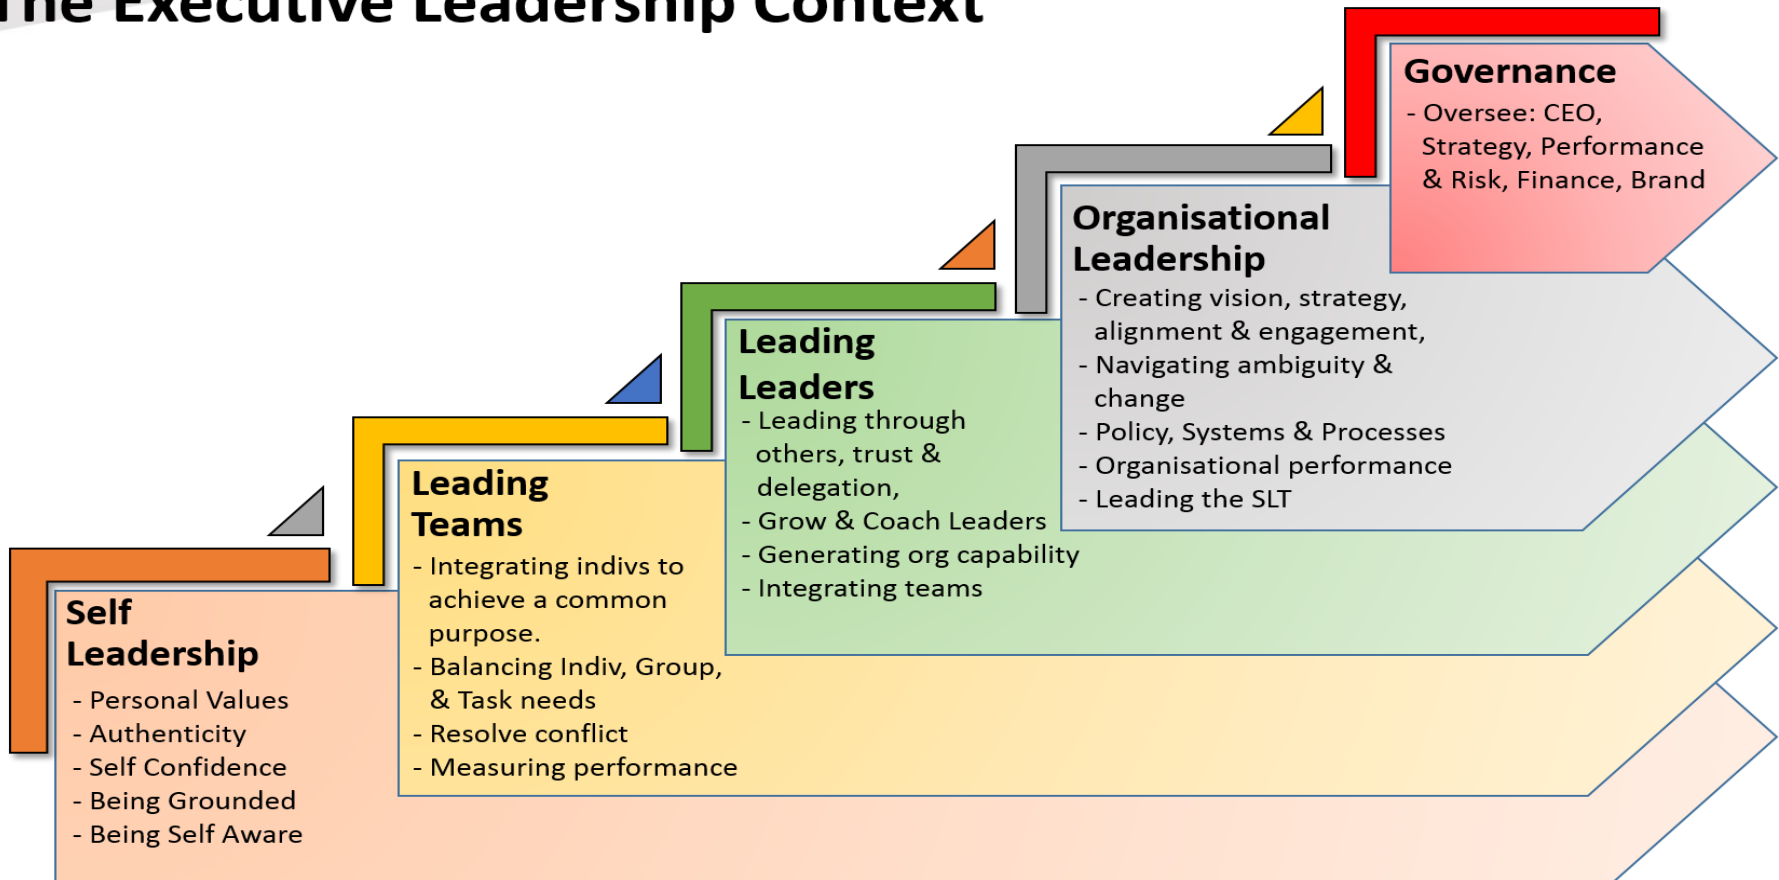 The Executive Leadership Context
Governance
- Oversee: CEO,
Strategy, Performance
& Risk, Finance, Brand
Organisational
Leadership
- Creating vision, strategy,
alignment & engagement,
- Navigating ambiguity &
change
- Policy, Systems & Processes
- Organisational performance
- Leading the SLT
Leading
Leaders
- Leading through
others, trust &
delegation,
- Grow & Coach Leaders
- Generating org capability
- Integrating teams
Leading
Teams
- Integrating indivs to
achieve a common
purpose.
- Balancing Indiv, Group,
& Task needs
- Resolve conflict
- Measuring performance
Self
Leadership
- Personal Values
- Authenticity
- Self Confidence
- Being Grounded
- Being Self Aware